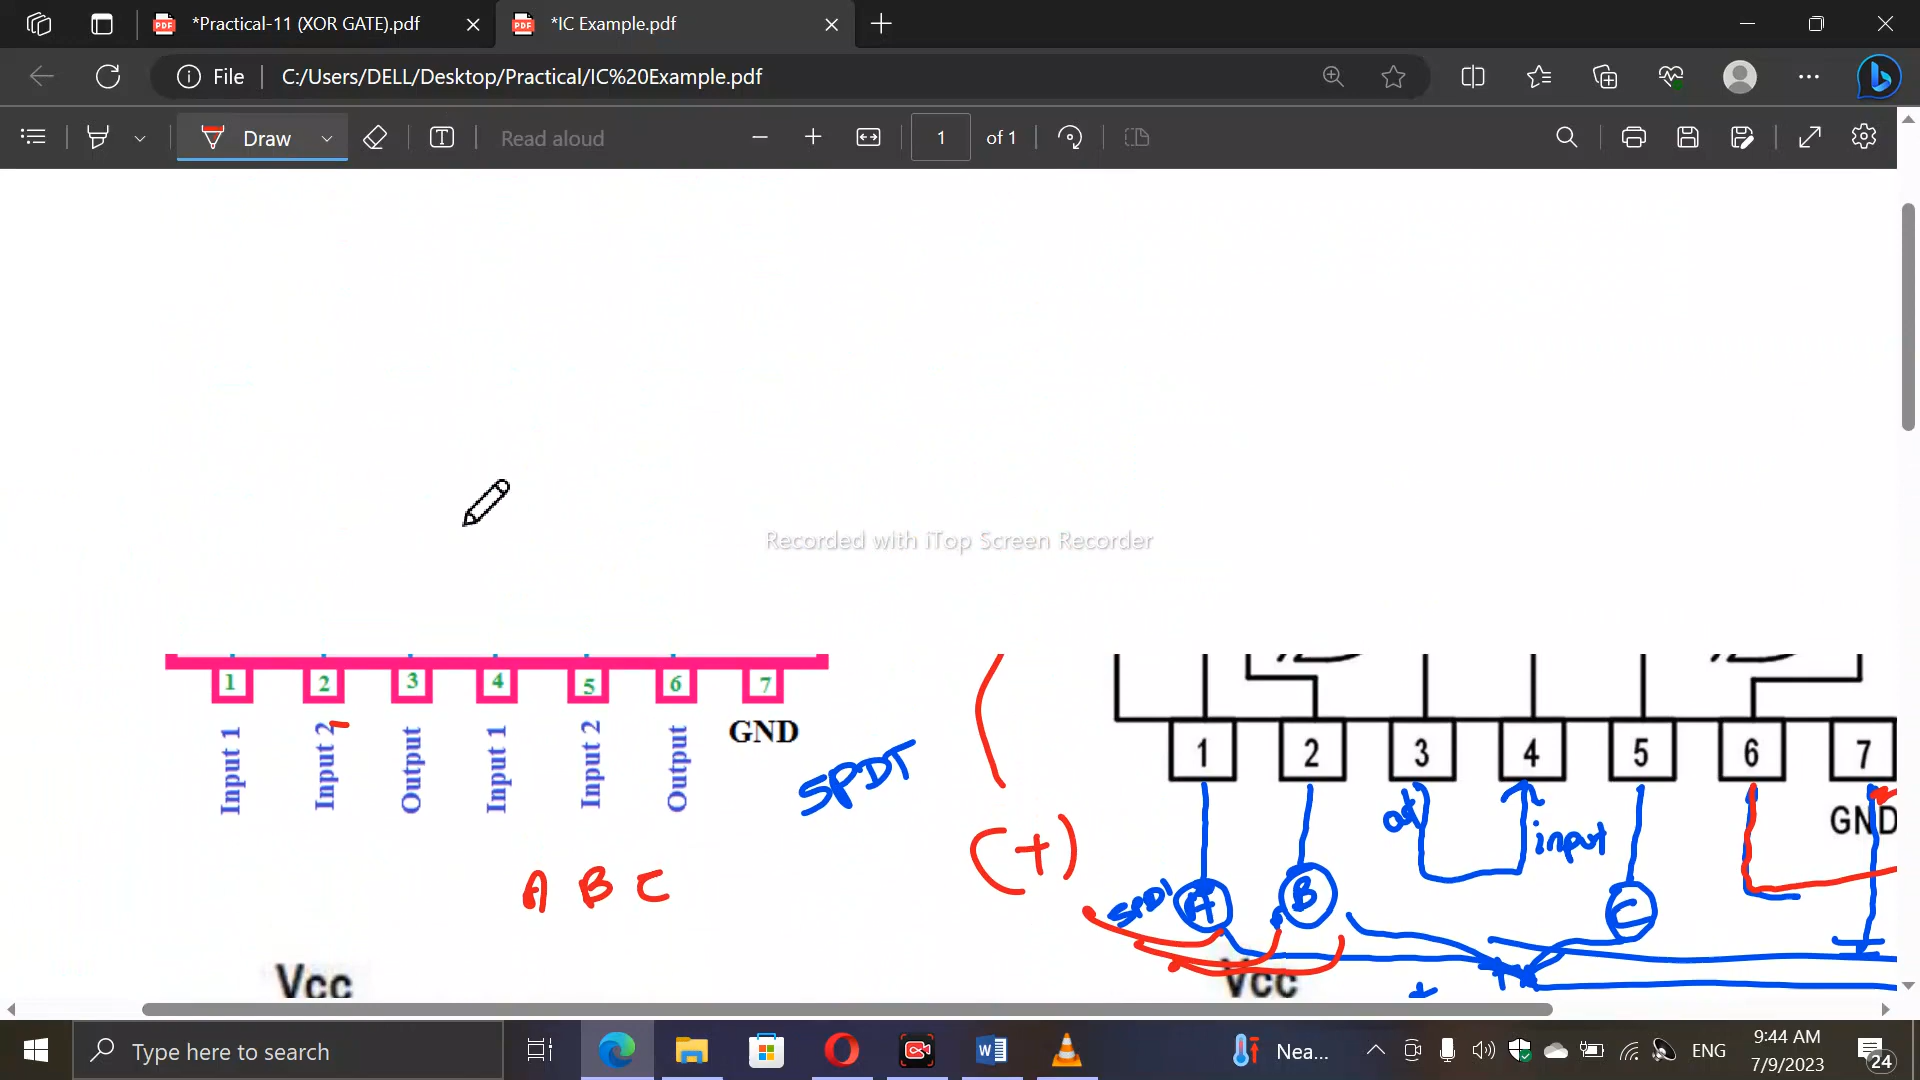 *Practical-11 (XOR GATE).pdf
*IC Example.pdf
File
C:/Users/DELL/Desktop/Practical/IC%20Example.pdf
Draw
Read aloud
1 of 1
Recorded with iTop Screen Recorder
1 2 3 4 5 6 7
Input 1
Input 2
Output
Input 1
Input 2
Output
GND
SPDT
A B C
Vcc
1 2 3 4 5 6 7
input
GND
(+)
A
B
C
Vcc
Type here to search
Nea...
ENG
9:44 AM
7/9/2023
24